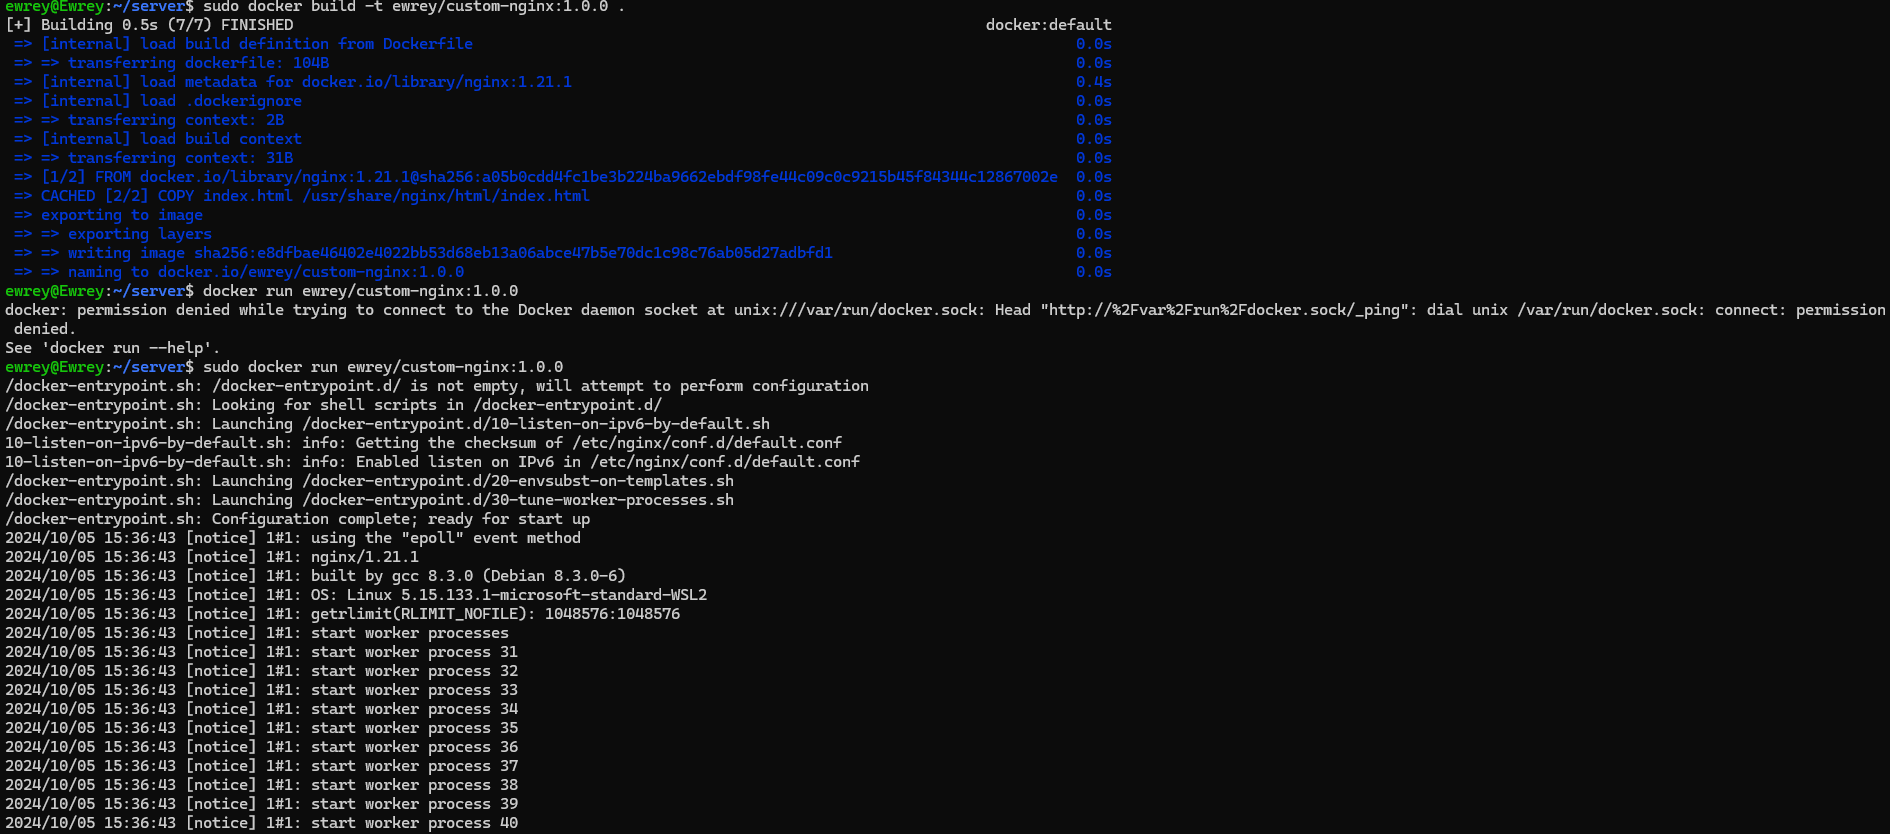 ewrey@Ewrey:~/server$ sudo docker build -t ewrey/custom-nginx:1.0.0 .
[+] Building 0.5s (7/7) FINISHED docker:default
=> [internal] load build definition from Dockerfile 0.0s
=> => transferring dockerfile: 104B 0.0s
=> [internal] load metadata for docker.io/library/nginx:1.21.1 0.4s
=> [internal] load .dockerignore 0.0s
=> => transferring context: 2B 0.0s
=> [internal] load build context 0.0s
=> => transferring context: 31B 0.0s
=> [1/2] FROM docker.io/library/nginx:1.21.1@sha256:a05b0cdd4fc1be3b224ba9662ebdf98fe44c09c0c9215b45f84344c12867002e 0.0s
=> CACHED [2/2] COPY index.html /usr/share/nginx/html/index.html 0.0s
=> exporting to image 0.0s
=> => exporting layers 0.0s
=> => writing image sha256:e8dfbae46402e4022bb53d68eb13a06abce47b5e70dc1c98c76ab05d27adbfd1 0.0s
=> => naming to docker.io/ewrey/custom-nginx:1.0.0 0.0s
ewrey@Ewrey:~/server$ docker run ewrey/custom-nginx:1.0.0
docker: permission denied while trying to connect to the Docker daemon socket at unix:///var/run/docker.sock: Head "http://%2Fvar%2Frun%2Fdocker.sock/_ping": dial unix /var/run/docker.sock: connect: permission
denied.
See 'docker run --help'.
ewrey@Ewrey:~/server$ sudo docker run ewrey/custom-nginx:1.0.0
/docker-entrypoint.sh: /docker-entrypoint.d/ is not empty, will attempt to perform configuration
/docker-entrypoint.sh: Looking for shell scripts in /docker-entrypoint.d/
/docker-entrypoint.sh: Launching /docker-entrypoint.d/10-listen-on-ipv6-by-default.sh
10-listen-on-ipv6-by-default.sh: info: Getting the checksum of /etc/nginx/conf.d/default.conf
10-listen-on-ipv6-by-default.sh: info: Enabled listen on IPv6 in /etc/nginx/conf.d/default.conf
/docker-entrypoint.sh: Launching /docker-entrypoint.d/20-envsubst-on-templates.sh
/docker-entrypoint.sh: Launching /docker-entrypoint.d/30-tune-worker-processes.sh
/docker-entrypoint.sh: Configuration complete; ready for start up
2024/10/05 15:36:43 [notice] 1#1: using the "epoll" event method
2024/10/05 15:36:43 [notice] 1#1: nginx/1.21.1
2024/10/05 15:36:43 [notice] 1#1: built by gcc 8.3.0 (Debian 8.3.0-6)
2024/10/05 15:36:43 [notice] 1#1: OS: Linux 5.15.133.1-microsoft-standard-WSL2
2024/10/05 15:36:43 [notice] 1#1: getrlimit(RLIMIT_NOFILE): 1048576:1048576
2024/10/05 15:36:43 [notice] 1#1: start worker processes
2024/10/05 15:36:43 [notice] 1#1: start worker process 31
2024/10/05 15:36:43 [notice] 1#1: start worker process 32
2024/10/05 15:36:43 [notice] 1#1: start worker process 33
2024/10/05 15:36:43 [notice] 1#1: start worker process 34
2024/10/05 15:36:43 [notice] 1#1: start worker process 35
2024/10/05 15:36:43 [notice] 1#1: start worker process 36
2024/10/05 15:36:43 [notice] 1#1: start worker process 37
2024/10/05 15:36:43 [notice] 1#1: start worker process 38
2024/10/05 15:36:43 [notice] 1#1: start worker process 39
2024/10/05 15:36:43 [notice] 1#1: start worker process 40